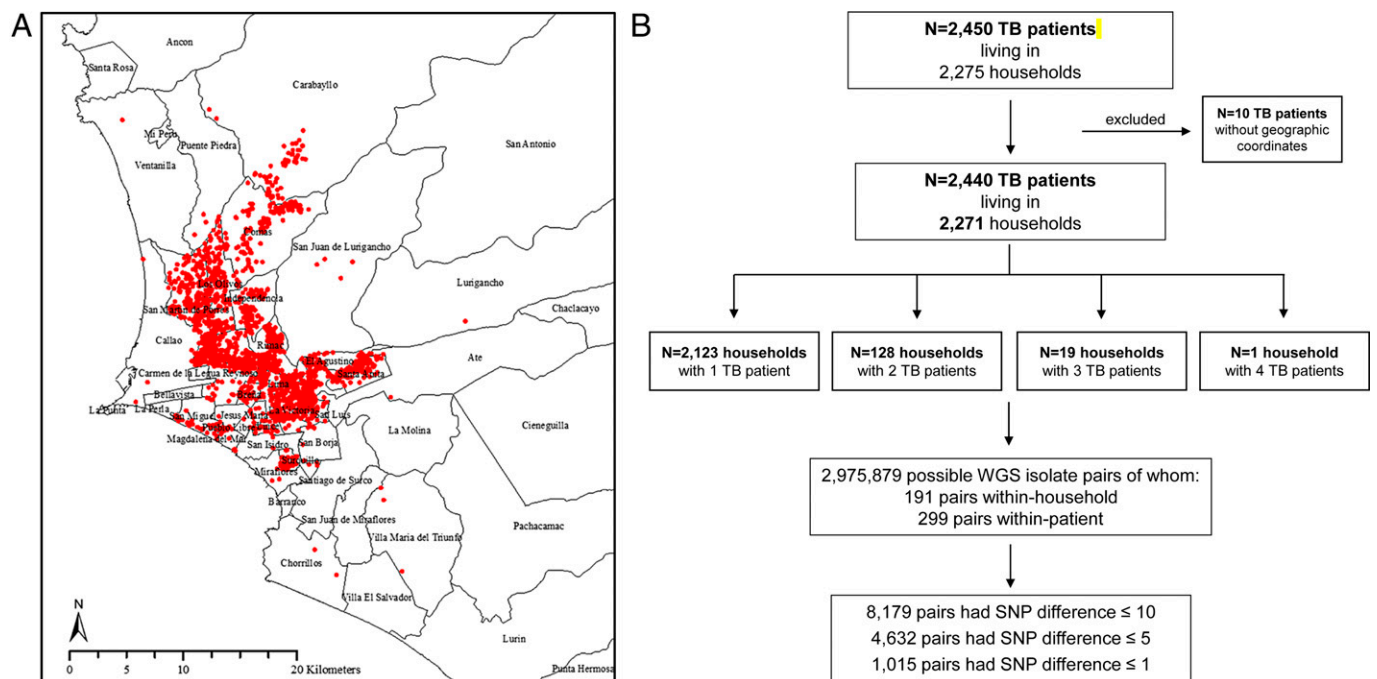 A
Ancon
Santa Rosa
Carabayllo
Mi Peru
Puente Piedra
San Antonio
Ventanilla
Comas
San Juan de Lurigancho
Los Olivos
Independencia
Lurigancho
San Martin de Porres
Chaclacayo
Callao
Rimac
Ate
El Agustino
Santa Anita
Carmen de la Legua Reynoso
Lima
Bellavista
Breña
La Punta
La Perla
La Victoria
San Luis
San Miguel
Jesus Maria
La Molina
Cieneguilla
Pueblo Libre
Magdalena del Mar
San Isidro
San Borja
Surquillo
Miraflores
Santiago de Surco
Barranco
San Juan de Miraflores
Pachacamac
Villa Maria del Triunfo
Chorrillos
Villa El Salvador
Lurin
Punta Hermosa
N
0 5 10 20
Kilometers
B
N=2,450 TB patients
living in
2,275 households
excluded
N=10 TB patients
without geographic
coordinates
N=2,440 TB patients
living in
2,271 households
N=2,123 households
with 1 TB patient
N=128 households
with 2 TB patients
N=19 households
with 3 TB patients
N=1 household
with 4 TB patients
2,975,879 possible WGS isolate pairs of whom:
191 pairs within-household
299 pairs within-patient
8,179 pairs had SNP difference ≤ 10
4,632 pairs had SNP difference ≤ 5
1,015 pairs had SNP difference ≤ 1